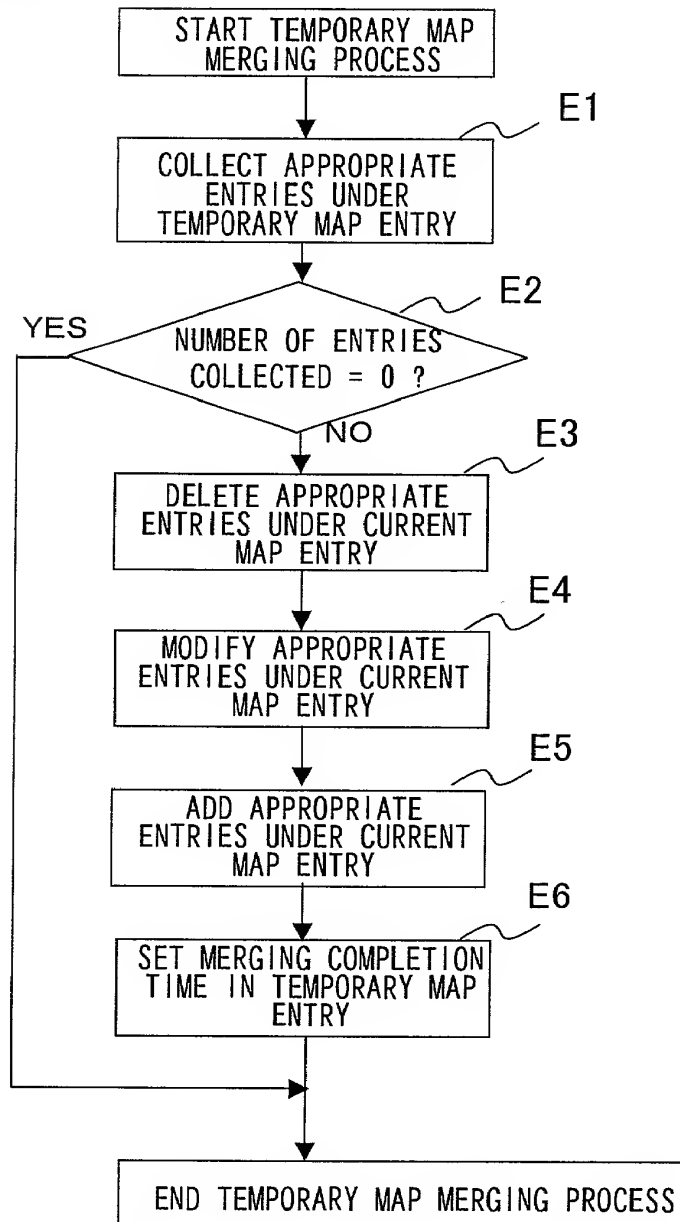 START TEMPORARY MAP
MERGING PROCESS
E1
COLLECT APPROPRIATE
ENTRIES UNDER
TEMPORARY MAP ENTRY
E2
YES
NUMBER OF ENTRIES
COLLECTED = 0 ?
NO
E3
DELETE APPROPRIATE
ENTRIES UNDER CURRENT
MAP ENTRY
E4
MODIFY APPROPRIATE
ENTRIES UNDER CURRENT
MAP ENTRY
E5
ADD APPROPRIATE
ENTRIES UNDER CURRENT
MAP ENTRY
E6
SET MERGING COMPLETION
TIME IN TEMPORARY MAP
ENTRY
END TEMPORARY MAP MERGING PROCESS